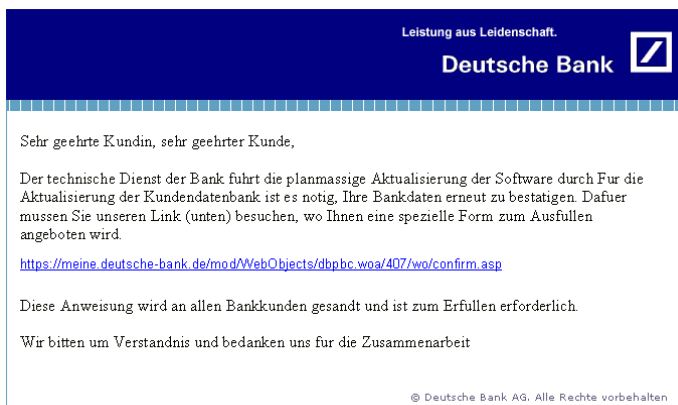 Leistung aus Leidenschaft.
Deutsche Bank
Sehr geehrte Kundin, sehr geehrter Kunde,
Der technische Dienst der Bank fuhrt die planmassige Aktualisierung der Software durch Fur die
Aktualisierung der Kundendatenbank ist es notig, Ihre Bankdaten erneut zu bestatigen. Dafuer
mussen Sie unseren Link (unten) besuchen, wo Ihnen eine spezielle Form zum Ausfullen
angeboten wird.
https://meine.deutsche-bank.de/mod/WebObjects/dbpbc.woa/407/wo/confirm.asp
Diese Anweisung wird an allen Bankkunden gesandt und ist zum Erfullen erforderlich.
Wir bitten um Verstandnis und bedanken uns fur die Zusammenarbeit
© Deutsche Bank AG. Alle Rechte vorbehalten